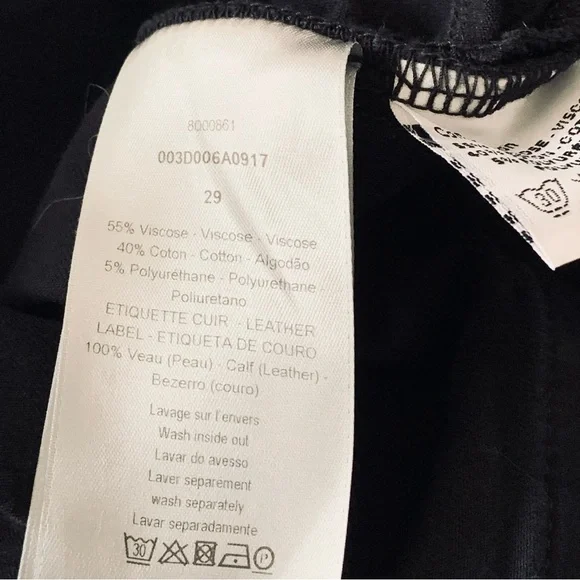 8000861
003D006A0917
29
55% Viscose - Viscose - Viscose
40% Coton - Cotton - Algodão
5% Polyuréthane - Polyurethane -
Poliuretano
ETIQUETTE CUIR - LEATHER
LABEL - ETIQUETA DE COURO
100% Veau (Peau) - Calf (Leather) -
Bezerro (couro)
Lavage sur l'envers
Wash inside out
Lavar do avesso
Laver separement
wash separately
Lavar separadamente
30 P
30